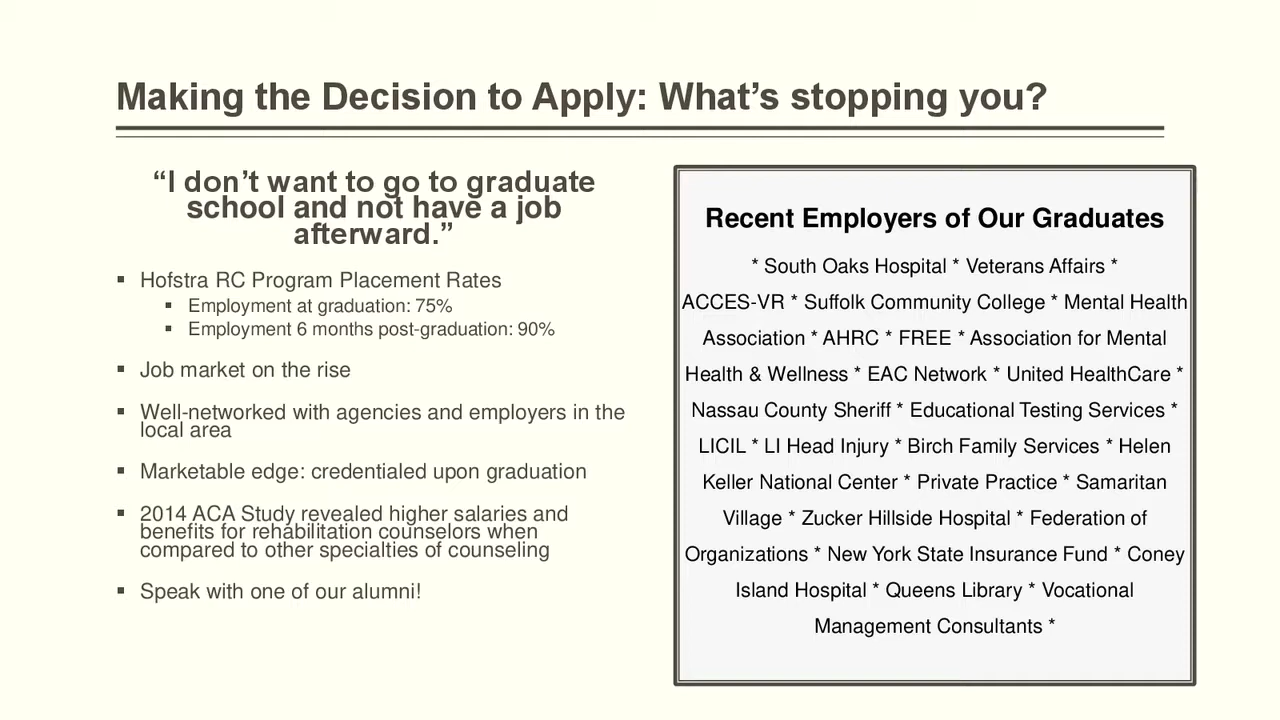 Making the Decision to Apply: What’s stopping you?
“I don’t want to go to graduate
school and not have a job
afterward.”
▪ Hofstra RC Program Placement Rates
▪ Employment at graduation: 75%
▪ Employment 6 months post-graduation: 90%
▪ Job market on the rise
▪ Well-networked with agencies and employers in the
local area
▪ Marketable edge: credentialed upon graduation
▪ 2014 ACA Study revealed higher salaries and
benefits for rehabilitation counselors when
compared to other specialties of counseling
▪ Speak with one of our alumni!
Recent Employers of Our Graduates
* South Oaks Hospital * Veterans Affairs *
ACCES-VR * Suffolk Community College * Mental Health
Association * AHRC * FREE * Association for Mental
Health & Wellness * EAC Network * United HealthCare *
Nassau County Sheriff * Educational Testing Services *
LICIL * LI Head Injury * Birch Family Services * Helen
Keller National Center * Private Practice * Samaritan
Village * Zucker Hillside Hospital * Federation of
Organizations * New York State Insurance Fund * Coney
Island Hospital * Queens Library * Vocational
Management Consultants *